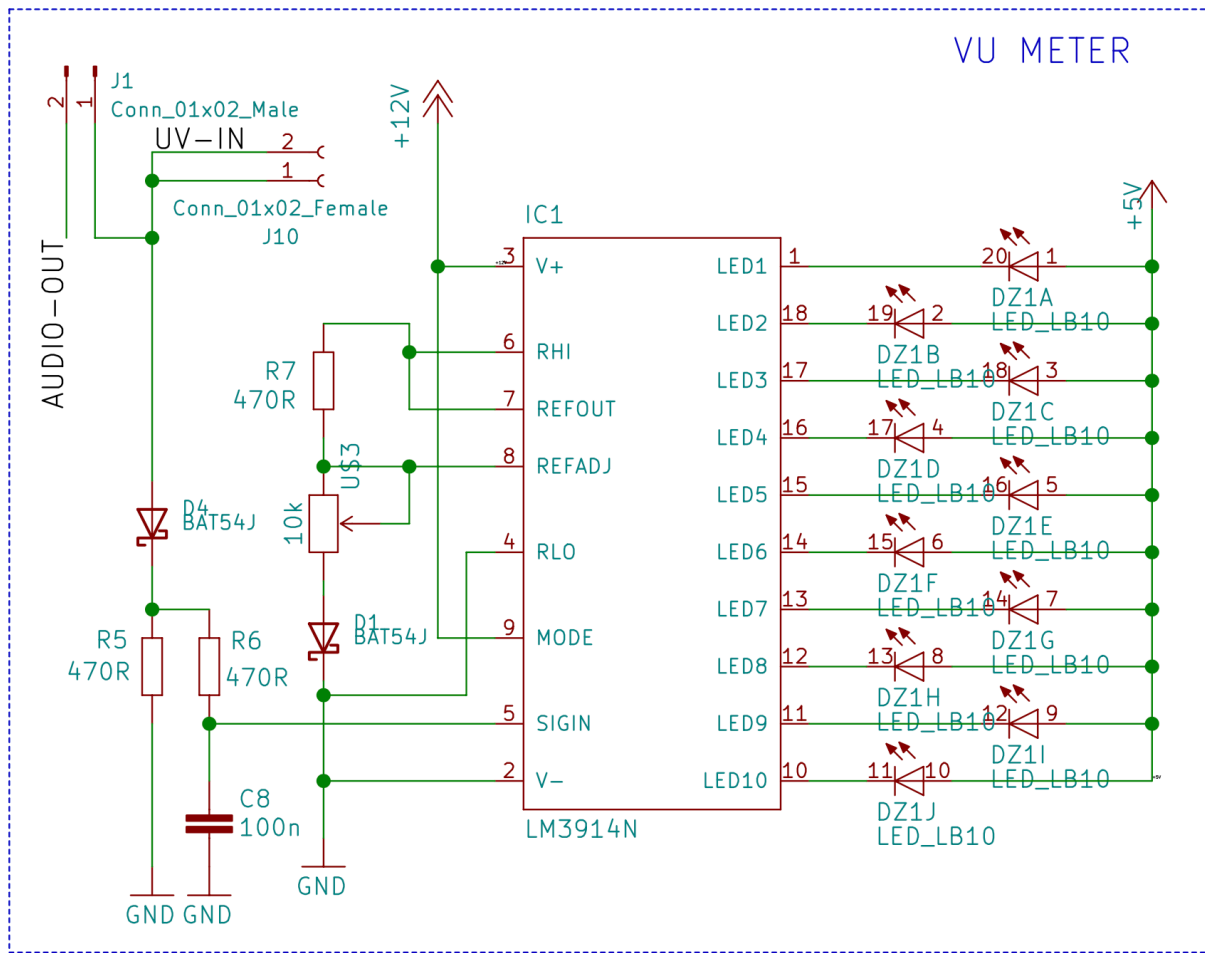 VU METER
J1
Conn_01x02_Male
2
1
UV-IN
2
1
Conn_01x02_Female
J10
AUDIO-OUT
+12V
+5V
IC1
+12V
3 V+
6 RHI
7 REFOUT
8 REFADJ
4 RLO
9 MODE
5 SIGIN
2 V-
LM3914N
LED1 1
LED2 18
LED3 17
LED4 16
LED5 15
LED6 14
LED7 13
LED8 12
LED9 11
LED10 10
20 1
DZ1A
LED_LB10
19 2
DZ1B
LED_LB10
18 3
DZ1C
LED_LB10
17 4
DZ1D
LED_LB10
16 5
DZ1E
LED_LB10
15 6
DZ1F
LED_LB10
14 7
DZ1G
LED_LB10
13 8
DZ1H
LED_LB10
12 9
DZ1I
LED_LB10
11 10
DZ1J
LED_LB10
+5V
R7
470R
U$3
10k
D4
BAT54J
D1
BAT54J
R5
470R
R6
470R
C8
100n
GND
GND
GND